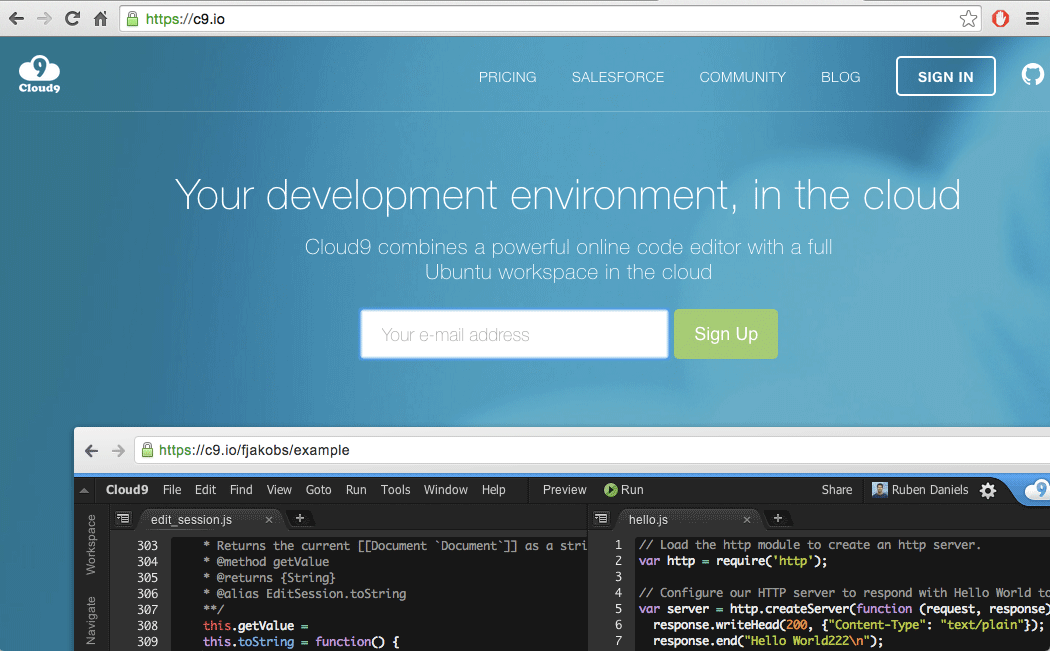 https://c9.io
9
Cloud9
PRICING SALESFORCE COMMUNITY BLOG SIGN IN
Your development environment, in the cloud
Cloud9 combines a powerful online code editor with a full
Ubuntu workspace in the cloud
Your e-mail address Sign Up
https://c9.io/fjakobs/example
Cloud9 File Edit Find View Goto Run Tools Window Help Preview Run Share Ruben Daniels 9
Workspace
Navigate
edit_session.js × +
303 * Returns the current [[Document `Document`]] as a stri
304 * @method getValue
305 * @returns {String}
306 * @alias EditSession.toString
307 **/
308 this.getValue =
309 this.toString = function() {
hello.js × +
1 // Load the http module to create an http server.
2 var http = require('http');
3
4 // Configure our HTTP server to respond with Hello World to
5 var server = http.createServer(function (request, response)
6 response.writeHead(200, {"Content-Type": "text/plain"});
7 response.end("Hello World222\n");